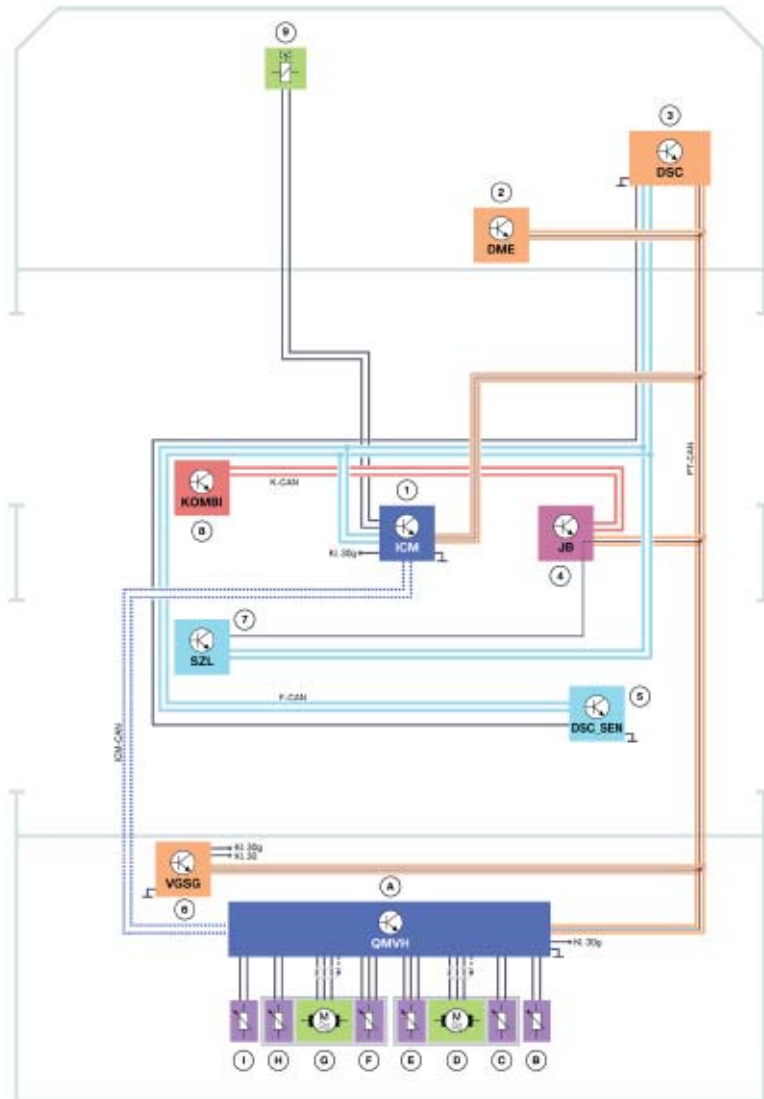 9
3
DSC
2
DME
PT-CAN
KOMBI
8
K-CAN
1
ICM
Kl. 30g
JB
4
7
SZL
F-CAN
5
DSC_SEN
ICM-CAN
Kl. 30g
Kl. 30
VGSG
6
A
QMVH
Kl. 30g
M
M
I
H
G
F
E
D
C
B